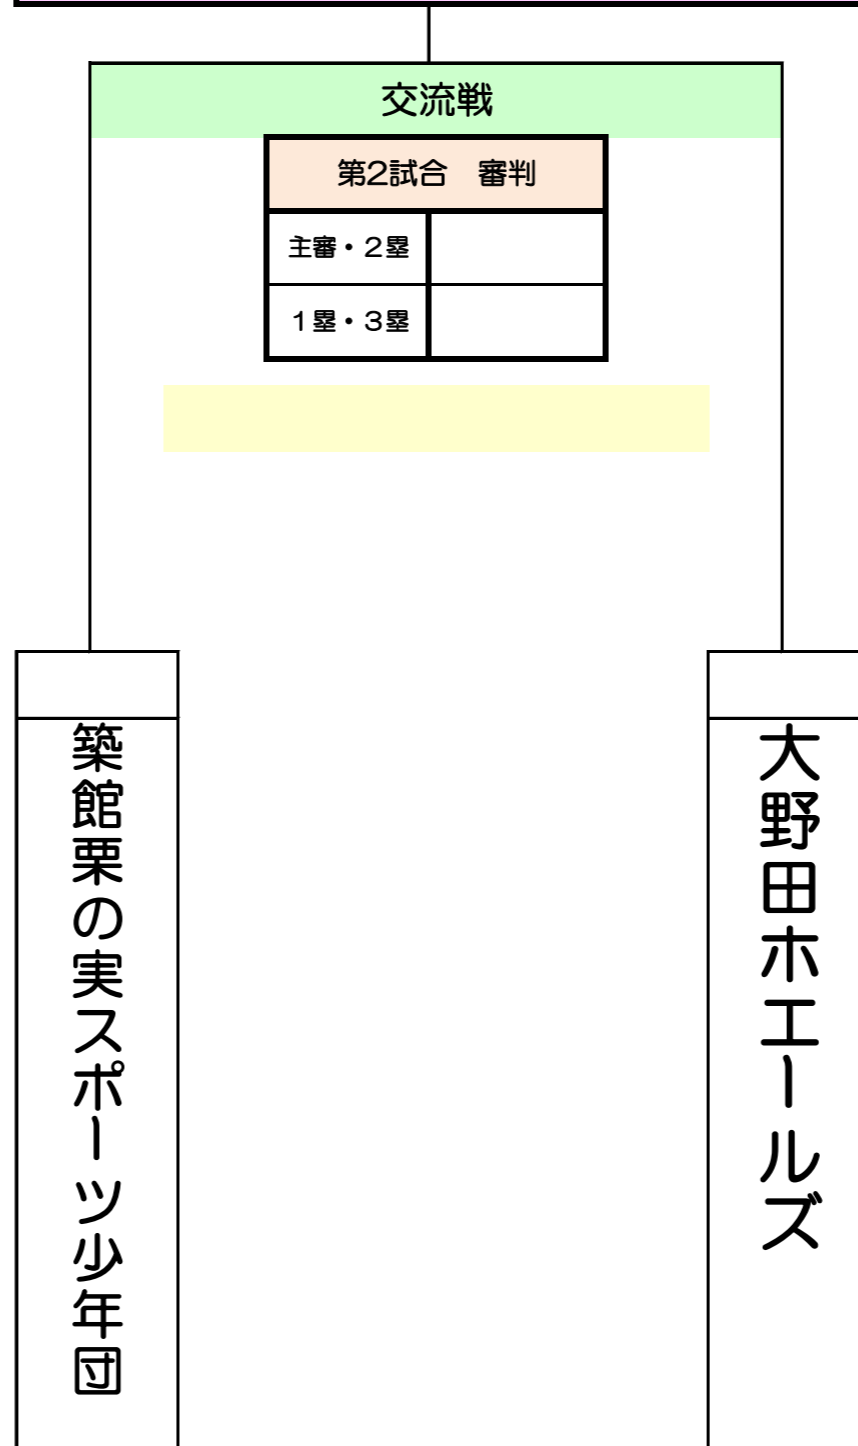 交流戦
第2試合　審判
主審・２塁
１塁・３塁
築館栗の実スポーツ少年団
大野田ホエールズ